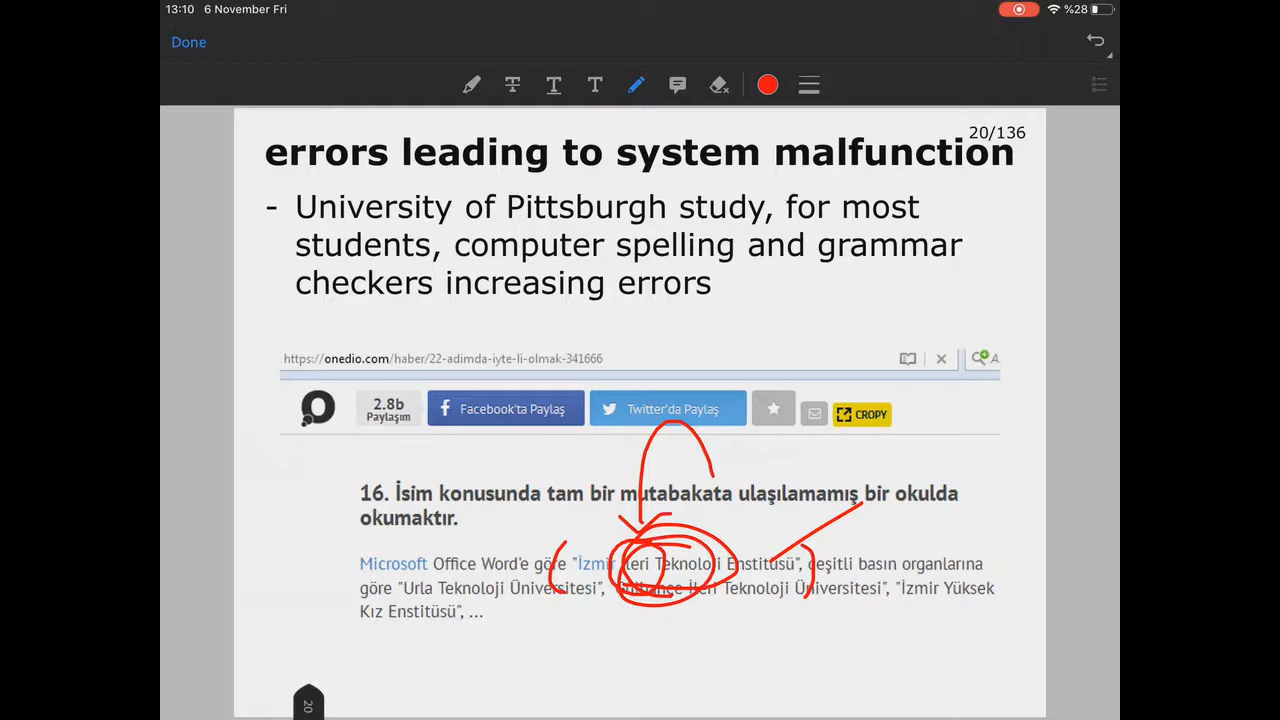 13:10 6 November Fri %28
Done
20/136
errors leading to system malfunction
- University of Pittsburgh study, for most
students, computer spelling and grammar
checkers increasing errors
https://onedio.com/haber/22-adimda-iyte-li-olmak-341666
A
2.8b
Paylaşım
Facebook'ta Paylaş
Twitter'da Paylaş
CROPY
16. İsim konusunda tam bir mutabakata ulaşılamamış bir okulda
okumaktır.
Microsoft Office Word'e göre "İzmir İleri Teknoloji Enstitüsü", çeşitli basın organlarına
göre "Urla Teknoloji Üniversitesi", İleri Teknoloji Üniversitesi", "İzmir Yüksek
Kız Enstitüsü", ...
20